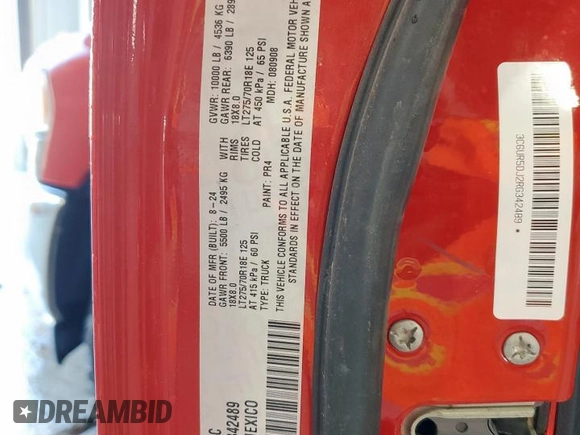 GVWR: 10000 LB / 4536 KG
GAWR REAR: 6390 LB / 289
WITH 18X8.0
RIMS
TIRES LT275/70R18E 125
COLD AT 450 kPa / 65 PSI
MDH: 080908
DATE OF MFR (BUILT): 8-24
GAWR FRONT: 5500 LB / 2495 KG
18X8.0
LT275/70R18E 125
AT 415 kPa / 60 PSI
TYPE: TRUCK
PAINT: PR4
THIS VEHICLE CONFORMS TO ALL APPLICABLE U.S.A. FEDERAL MOTOR VEH
STANDARDS IN EFFECT ON THE DATE OF MANUFACTURE SHOWN A
C
342489
MEXICO
3C6UR5DJ2RG342489 *
DREAMBID